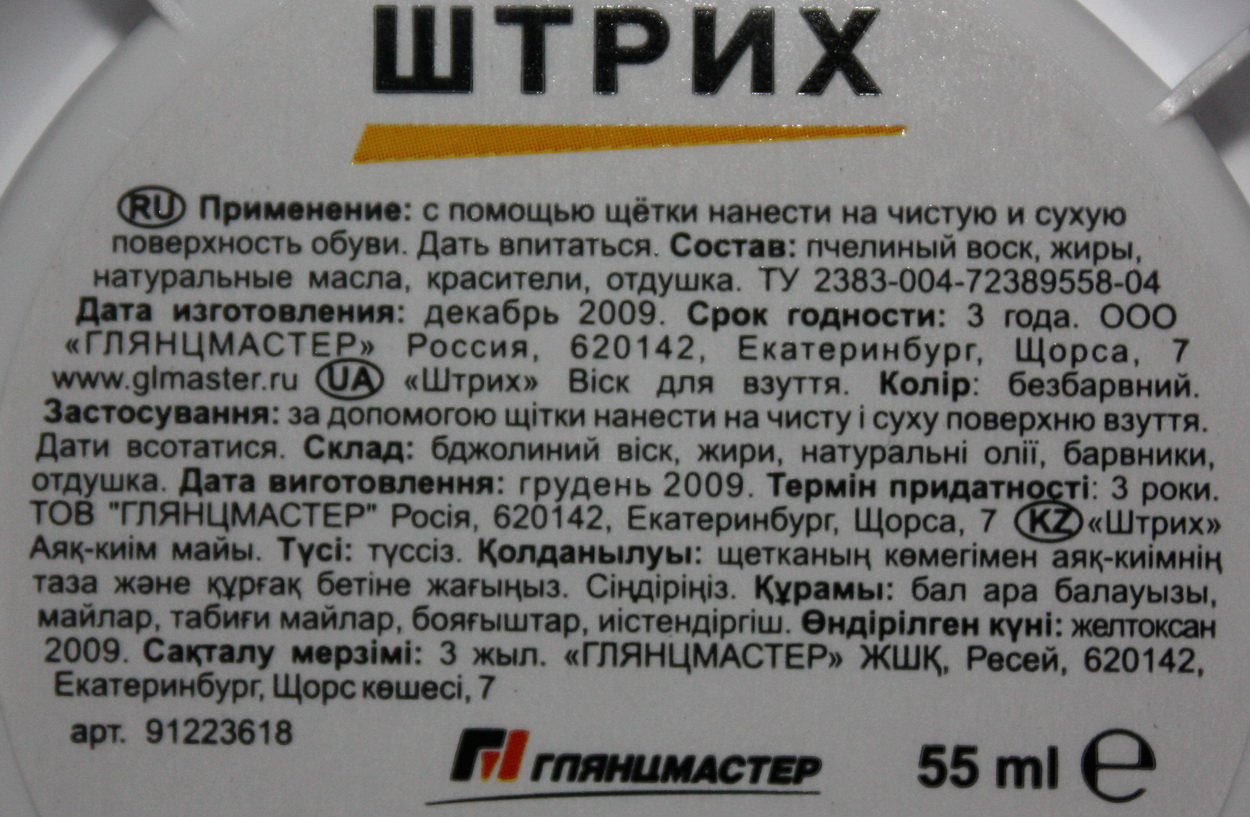 ШТРИХ
RU Применение: с помощью щётки нанести на чистую и сухую
поверхность обуви. Дать впитаться. Состав: пчелиный воск, жиры,
натуральные масла, красители, отдушка. ТУ 2383-004-72389558-04
Дата изготовления: декабрь 2009. Срок годности: 3 года. ООО
«ГЛЯНЦМАСТЕР» Россия, 620142, Екатеринбург, Щорса, 7
www.glmaster.ru UA «Штрих» Віск для взуття. Колір: безбарвний.
Застосування: за допомогою щітки нанести на чисту і суху поверхню взуття.
Дати всотатися. Склад: бджолиний віск, жири, натуральні олії, барвники,
отдушка. Дата виготовлення: грудень 2009. Термін придатності: 3 роки.
ТОВ "ГЛЯНЦМАСТЕР" Росія, 620142, Екатеринбург, Щорса, 7 KZ «Штрих»
Аяқ-киім майы. Түсі: түссіз. Қолданылуы: щетканың көмегімен аяқ-киімнің
таза және құрғақ бетіне жағыңыз. Сіңдіріңіз. Құрамы: бал ара балауызы,
майлар, табиғи майлар, бояғыштар, иістендіргіш. Өндірілген күні: желтоксан
2009. Сақталу мерзімі: 3 жыл. «ГЛЯНЦМАСТЕР» ЖШҚ, Ресей, 620142,
Екатеринбург, Щорс көшесі, 7
арт. 91223618
ГЛЯНЦМАСТЕР
55 ml ℮